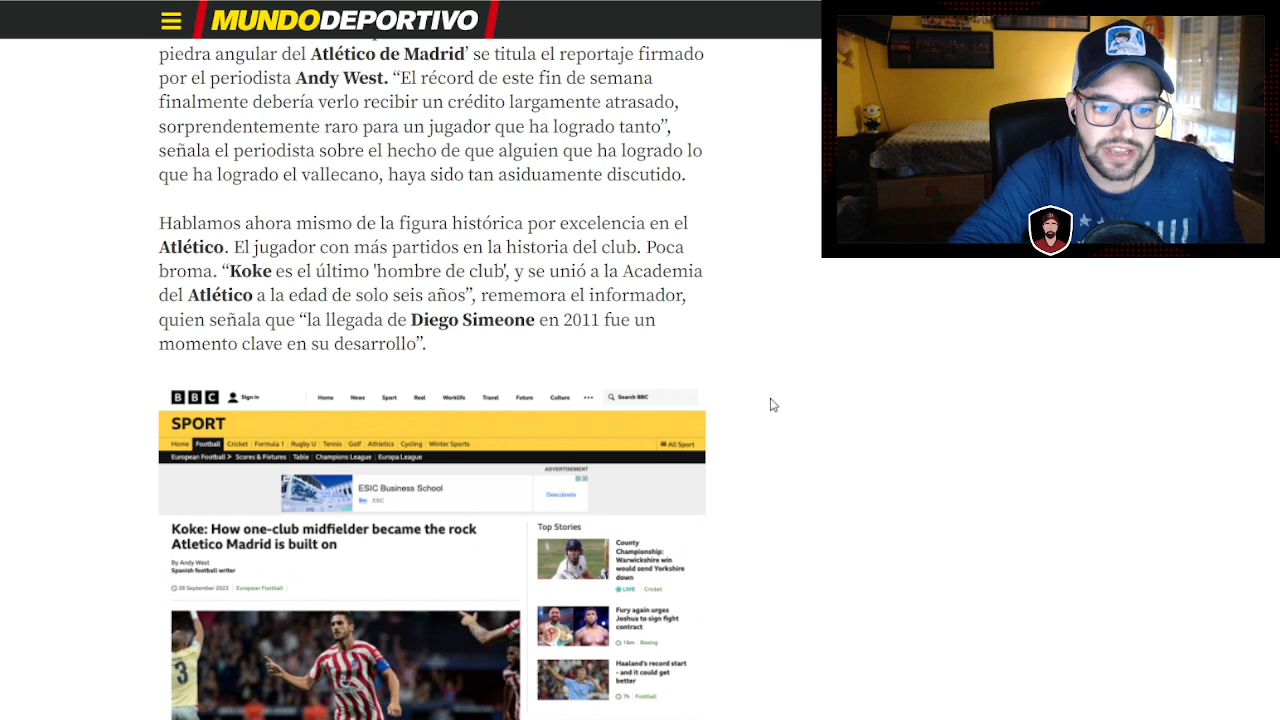 MUNDODEPORTIVO
piedra angular del Atlético de Madrid’ se titula el reportaje firmado
por el periodista Andy West. “El récord de este fin de semana
finalmente debería verlo recibir un crédito largamente atrasado,
sorprendentemente raro para un jugador que ha logrado tanto”,
señala el periodista sobre el hecho de que alguien que ha logrado lo
que ha logrado el vallecano, haya sido tan asiduamente discutido.
Hablamos ahora mismo de la figura histórica por excelencia en el
Atlético. El jugador con más partidos en la historia del club. Poca
broma. “Koke es el último 'hombre de club', y se unió a la Academia
del Atlético a la edad de solo seis años”, rememora el informador,
quien señala que “la llegada de Diego Simeone en 2011 fue un
momento clave en su desarrollo”.
BBC Sign in Home News Sport Reel Worklife Travel Future Culture ••• Search BBC
SPORT
Home Football Cricket Formula 1 Rugby U Tennis Golf Athletics Cycling Winter Sports All Sport
European Football > Scores & Fixtures Table Champions League Europa League
ADVERTISEMENT
ESIC Business School
ESIC
Descúbrelo
Koke: How one-club midfielder became the rock
Atletico Madrid is built on
By Andy West
Spanish football writer
28 September 2022 European Football
3
Top Stories
County
Championship:
Warwickshire win
would send Yorkshire
down
LIVE Cricket
Fury again urges
Joshua to sign fight
contract
16m Boxing
Haaland's record start
- and it could get
better
7h Football